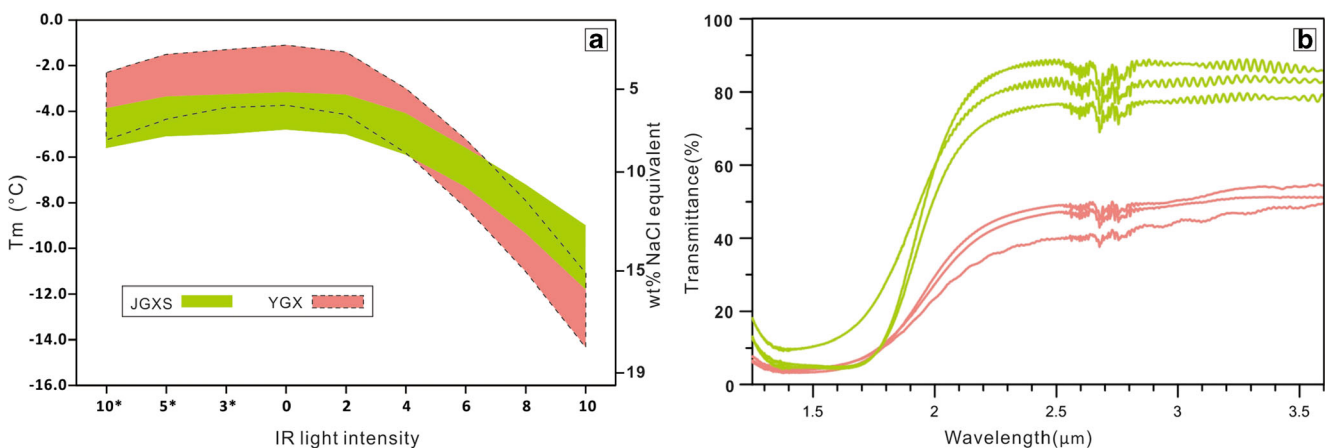 a
0.0
-2.0
-4.0
-6.0
-8.0
-10.0
-12.0
-14.0
-16.0
Tm (°C)
10* 5* 3* 0 2 4 6 8 10
IR light intensity
5
10
15
19
wt% NaCl equivalent
JGXS YGX
b
100
80
60
40
20
0
Transmittance(%)
1.5 2 2.5 3 3.5
Wavelength(μm)